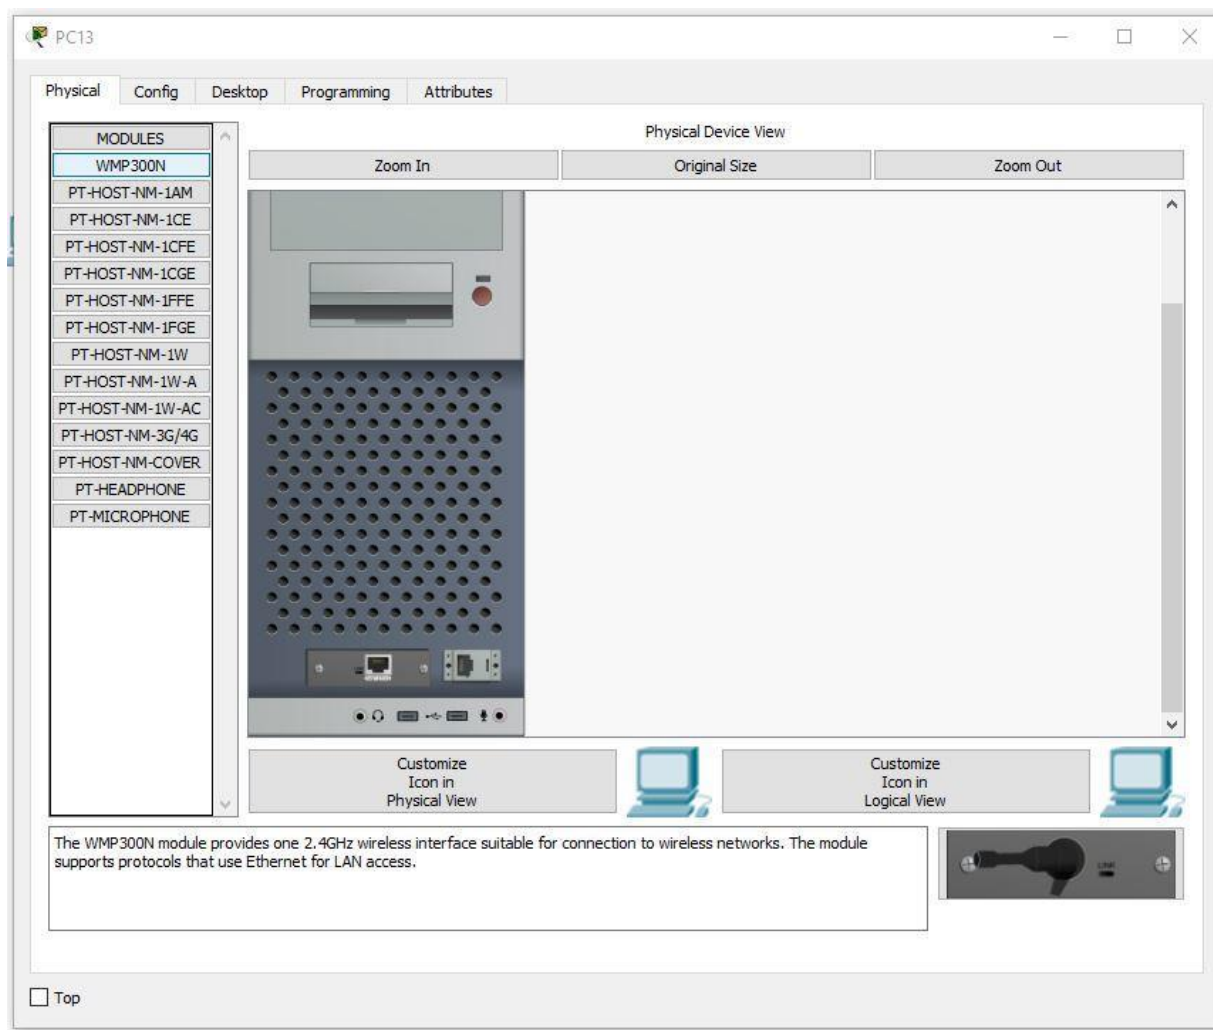 PC13
Physical Config Desktop Programming Attributes
MODULES
WMP300N
PT-HOST-NM-1AM
PT-HOST-NM-1CE
PT-HOST-NM-1CFE
PT-HOST-NM-1CGE
PT-HOST-NM-1FFE
PT-HOST-NM-1FGE
PT-HOST-NM-1W
PT-HOST-NM-1W-A
PT-HOST-NM-1W-AC
PT-HOST-NM-3G/4G
PT-HOST-NM-COVER
PT-HEADPHONE
PT-MICROPHONE
Physical Device View
Zoom In Original Size Zoom Out
Customize
Icon in
Physical View
Customize
Icon in
Logical View
The WMP300N module provides one 2.4GHz wireless interface suitable for connection to wireless networks. The module
supports protocols that use Ethernet for LAN access.
LINK
Top